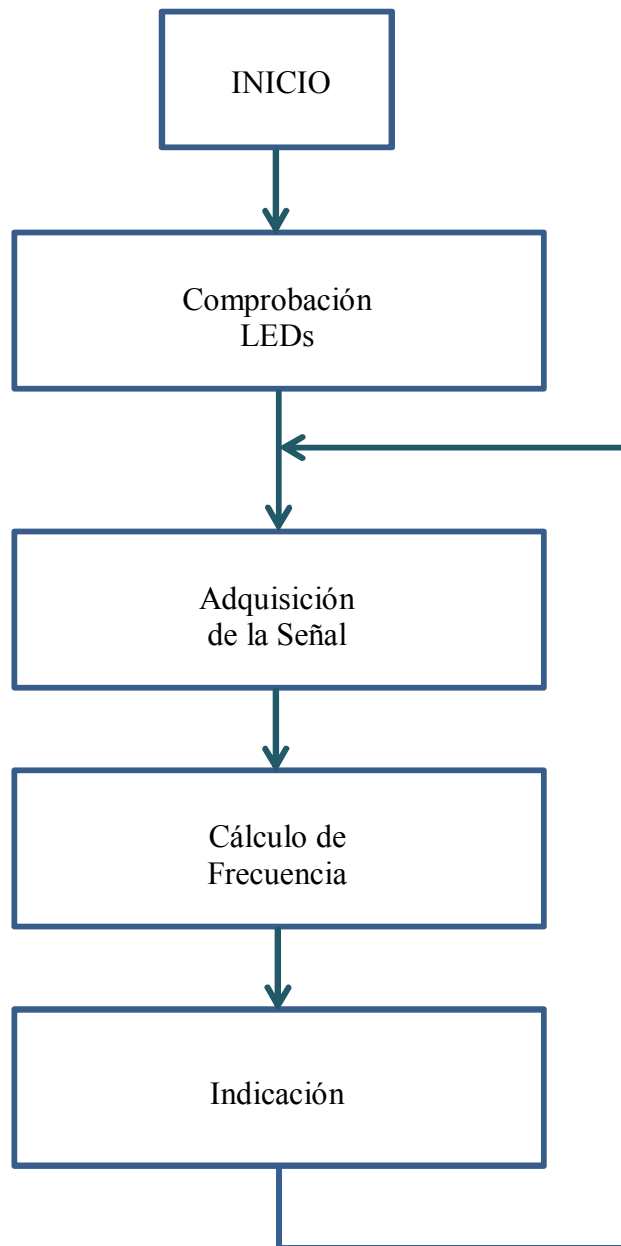 INICIO
Comprobación
LEDs
Adquisición
de la Señal
Cálculo de
Frecuencia
Indicación